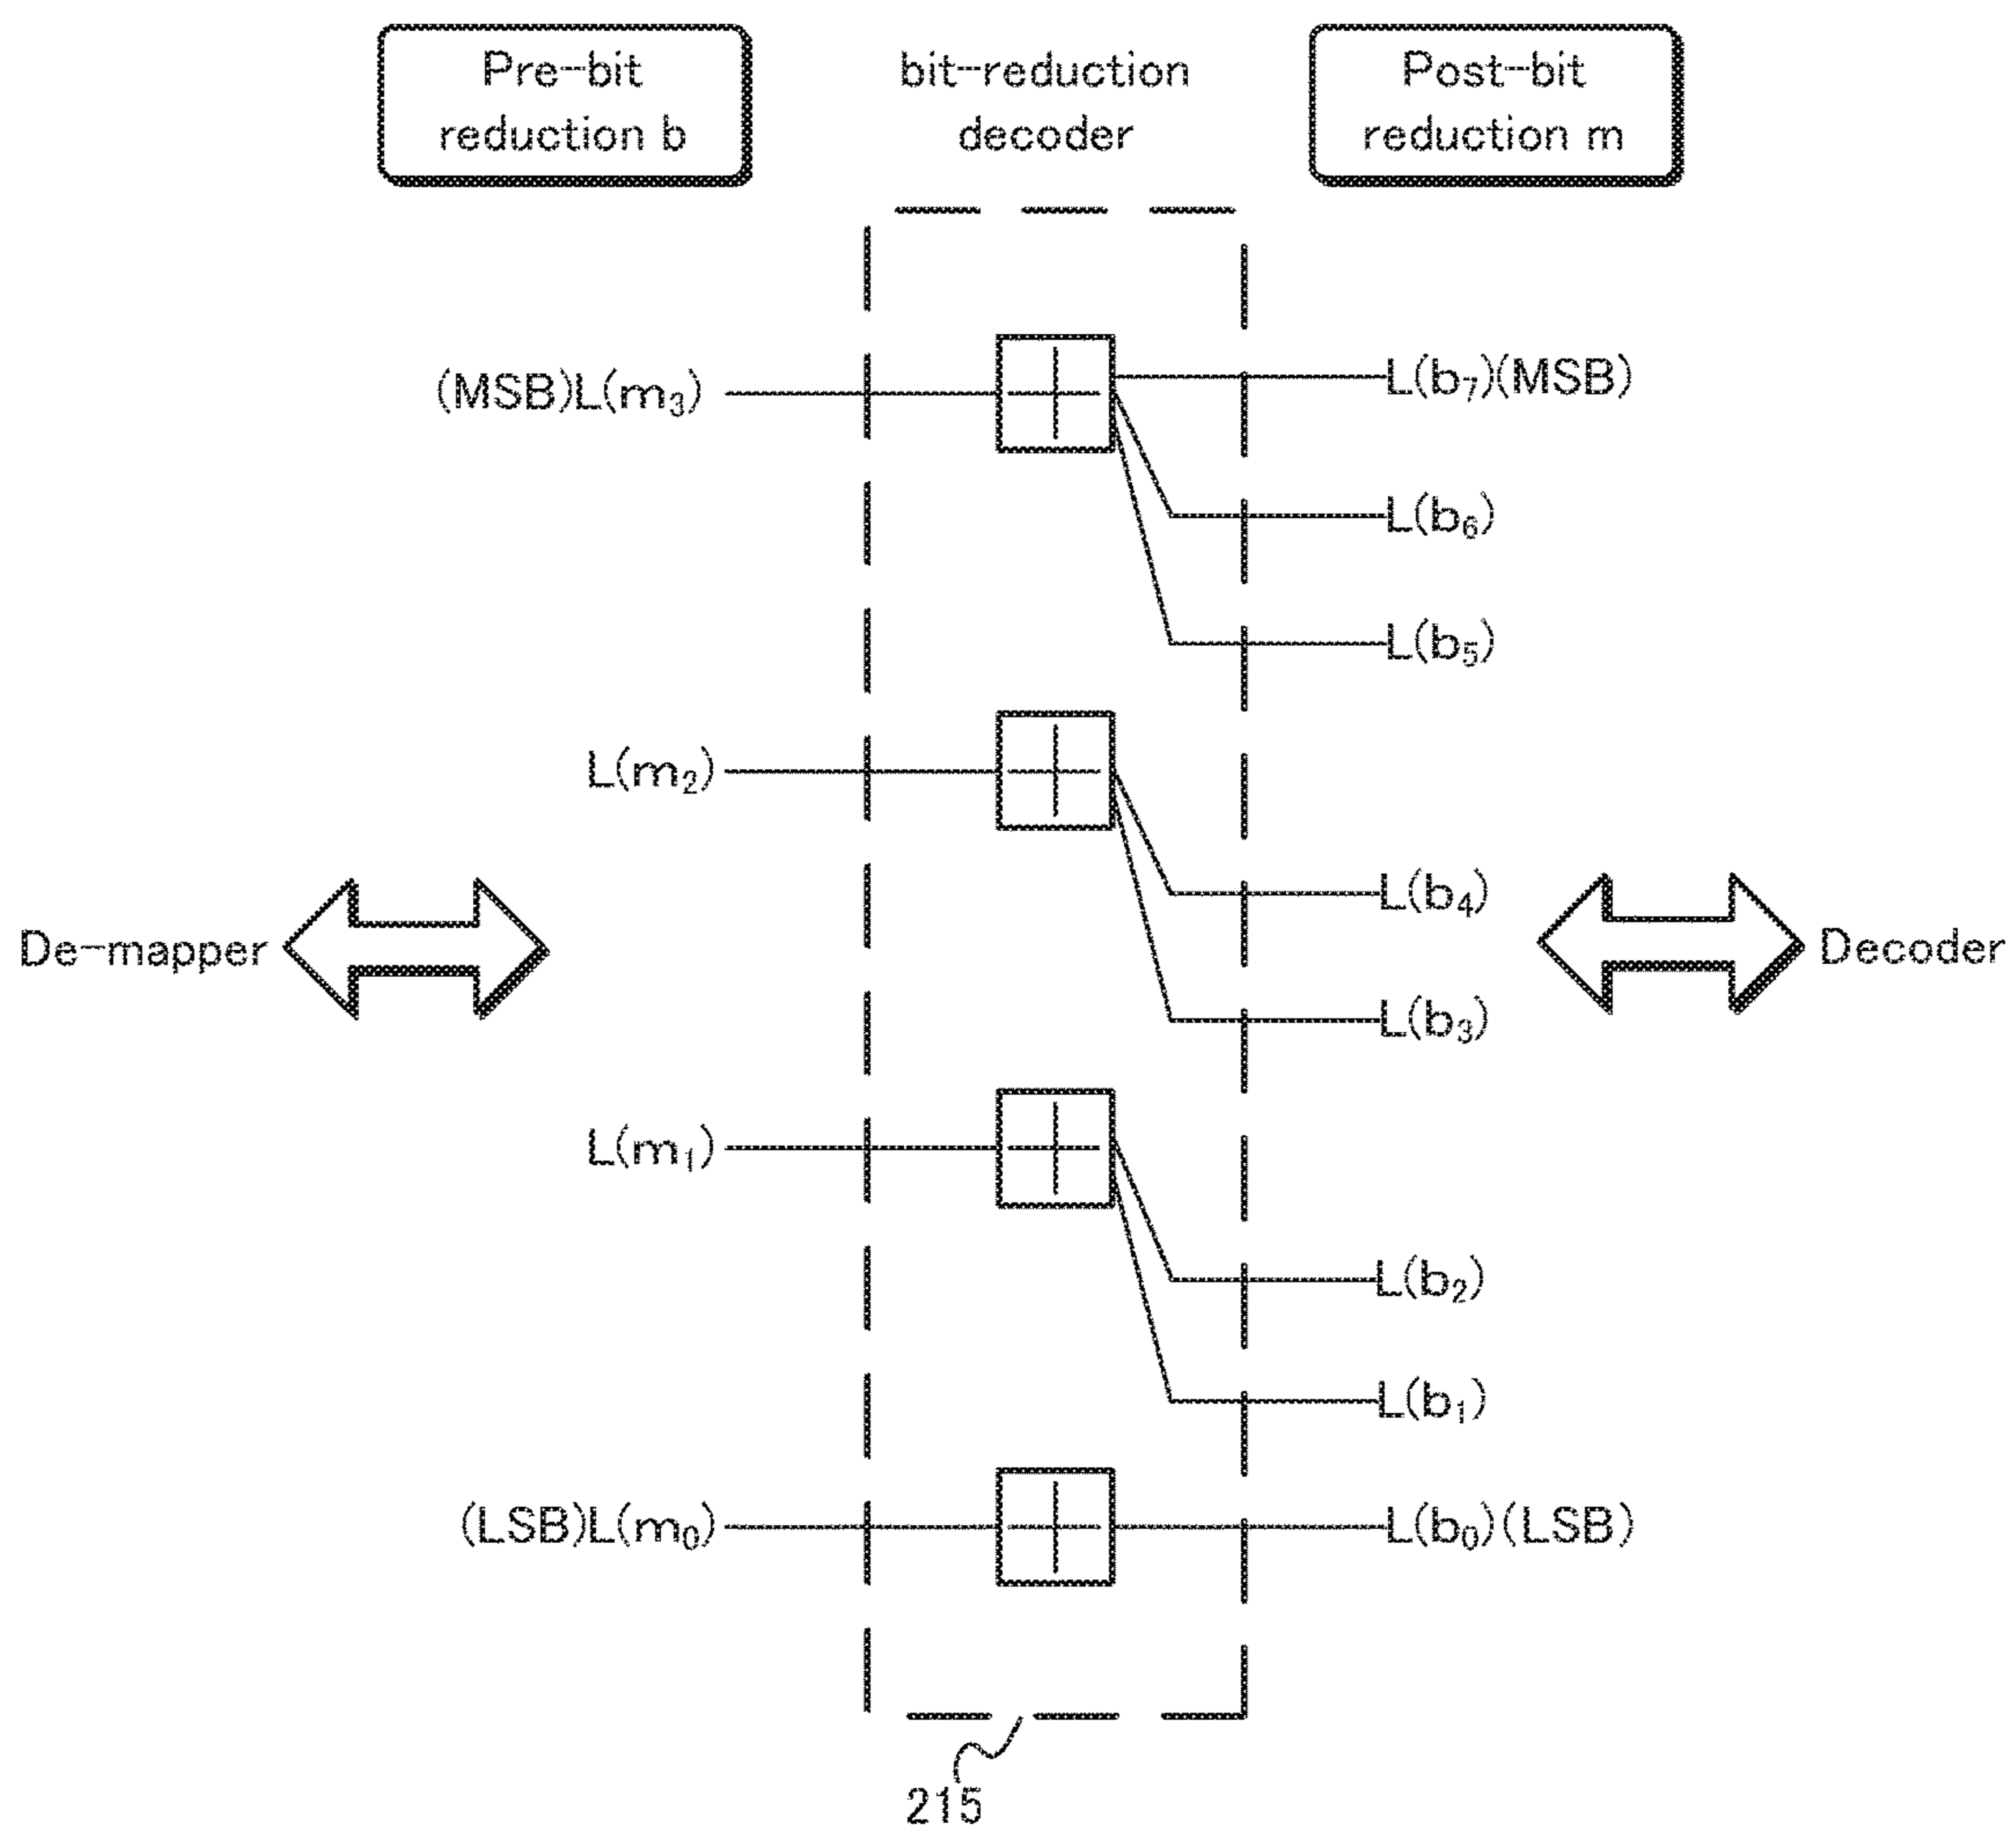 Pre-bit
reduction b
bit-reduction
decoder
Post-bit
reduction m
(MSB)L(m₃)
L(b₇)(MSB)
L(b₆)
L(b₅)
L(m₂)
L(b₄)
De-mapper
Decoder
L(b₃)
L(m₁)
L(b₂)
L(b₁)
(LSB)L(m₀)
L(b₀)(LSB)
215